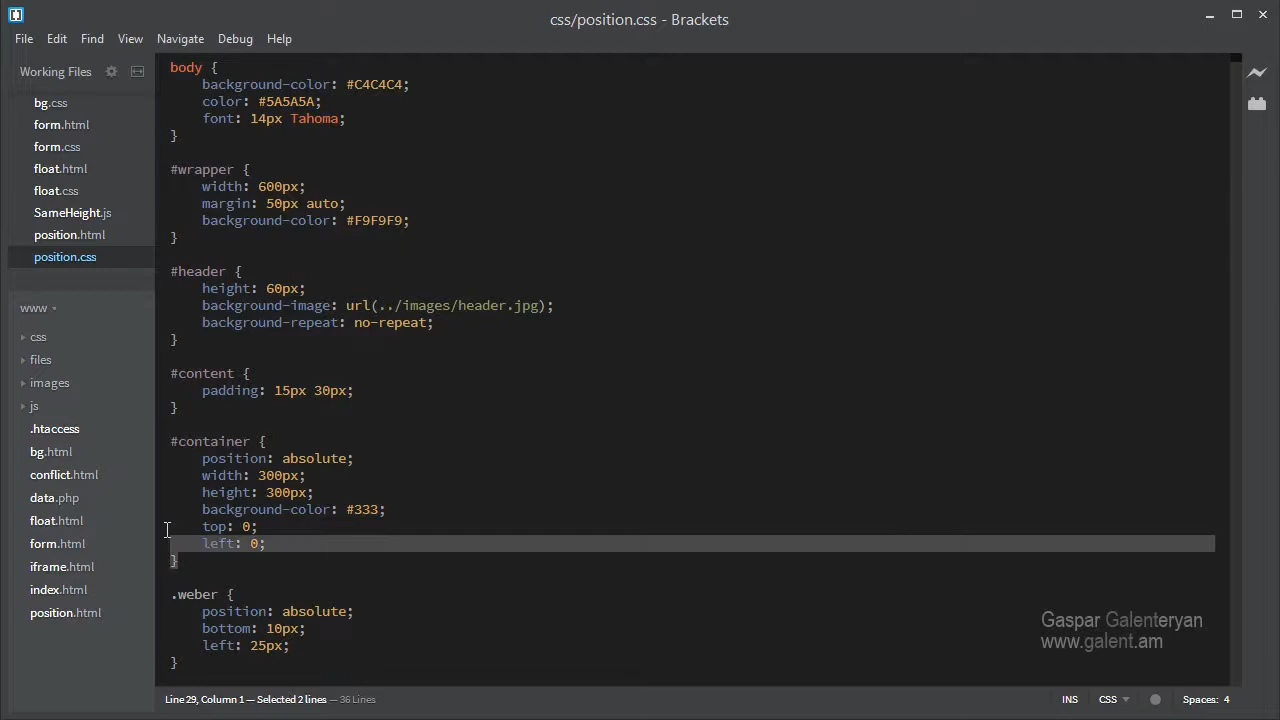 css/position.css - Brackets
File Edit Find View Navigate Debug Help
Working Files
bg.css
form.html
form.css
float.html
float.css
SameHeight.js
position.html
position.css
www
css
files
images
js
.htaccess
bg.html
conflict.html
data.php
float.html
form.html
iframe.html
index.html
position.html
body {
    background-color: #C4C4C4;
    color: #5A5A5A;
    font: 14px Tahoma;
}
#wrapper {
    width: 600px;
    margin: 50px auto;
    background-color: #F9F9F9;
}
#header {
    height: 60px;
    background-image: url(../images/header.jpg);
    background-repeat: no-repeat;
}
#content {
    padding: 15px 30px;
}
#container {
    position: absolute;
    width: 300px;
    height: 300px;
    background-color: #333;
    top: 0;
    left: 0;
}
.weber {
    position: absolute;
    bottom: 10px;
    left: 25px;
}
Gaspar Galenteryan
www.galent.am
Line 29, Column 1 — Selected 2 lines — 36 Lines
INS CSS Spaces: 4